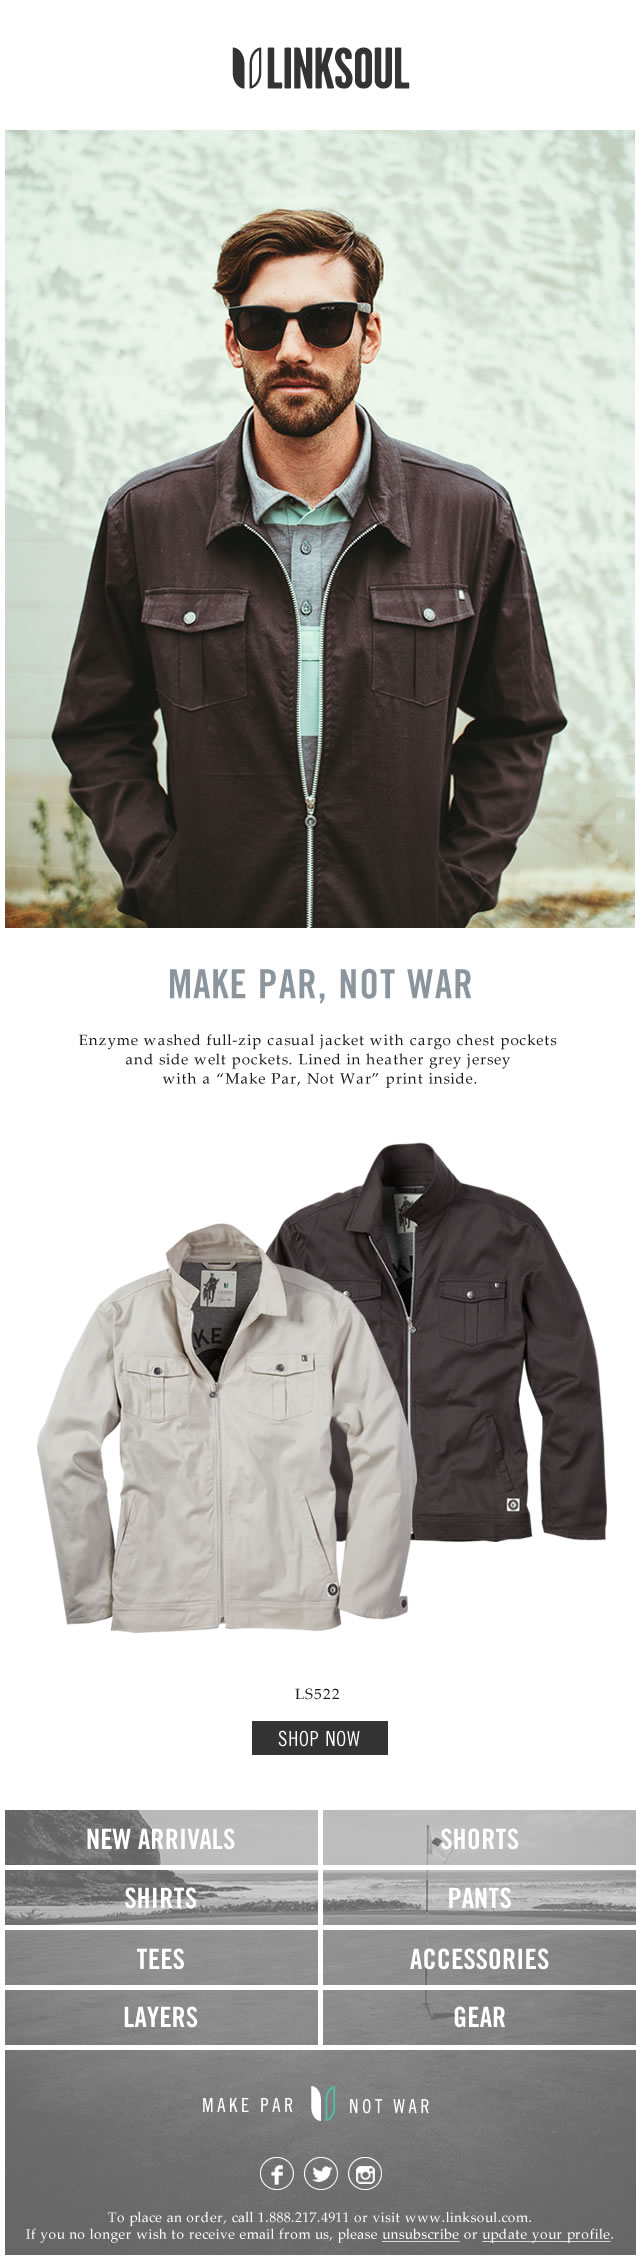 LINKSOUL
MAKE PAR, NOT WAR
Enzyme washed full-zip casual jacket with cargo chest pockets
and side welt pockets. Lined in heather grey jersey
with a “Make Par, Not War” print inside.
KE
KE
LS522
SHOP NOW
NEW ARRIVALS
SHORTS
SHIRTS
PANTS
TEES
ACCESSORIES
LAYERS
GEAR
MAKE PAR NOT WAR
To place an order, call 1.888.217.4911 or visit www.linksoul.com.
If you no longer wish to receive email from us, please unsubscribe or update your profile.